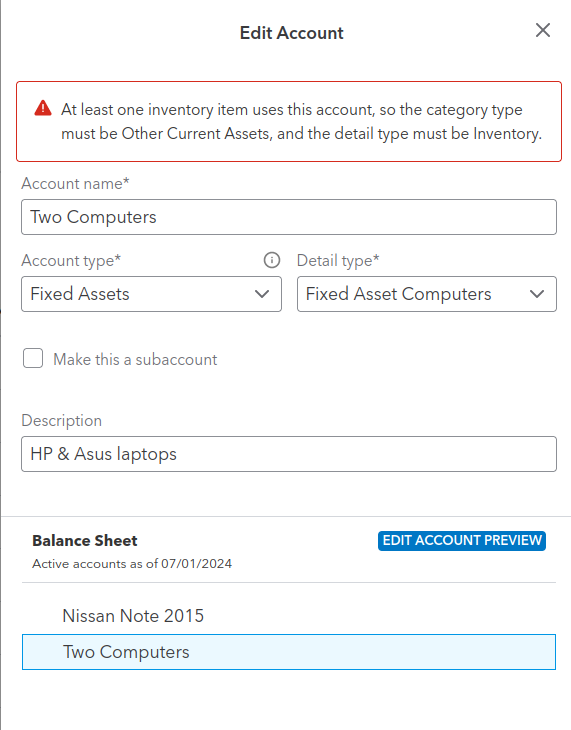 Edit Account
At least one inventory item uses this account, so the category type
must be Other Current Assets, and the detail type must be Inventory.
Account name*
Two Computers
Account type*
Detail type*
Fixed Assets
Fixed Asset Computers
Make this a subaccount
Description
HP & Asus laptops
Balance Sheet
EDIT ACCOUNT PREVIEW
Active accounts as of 07/01/2024
Nissan Note 2015
Two Computers